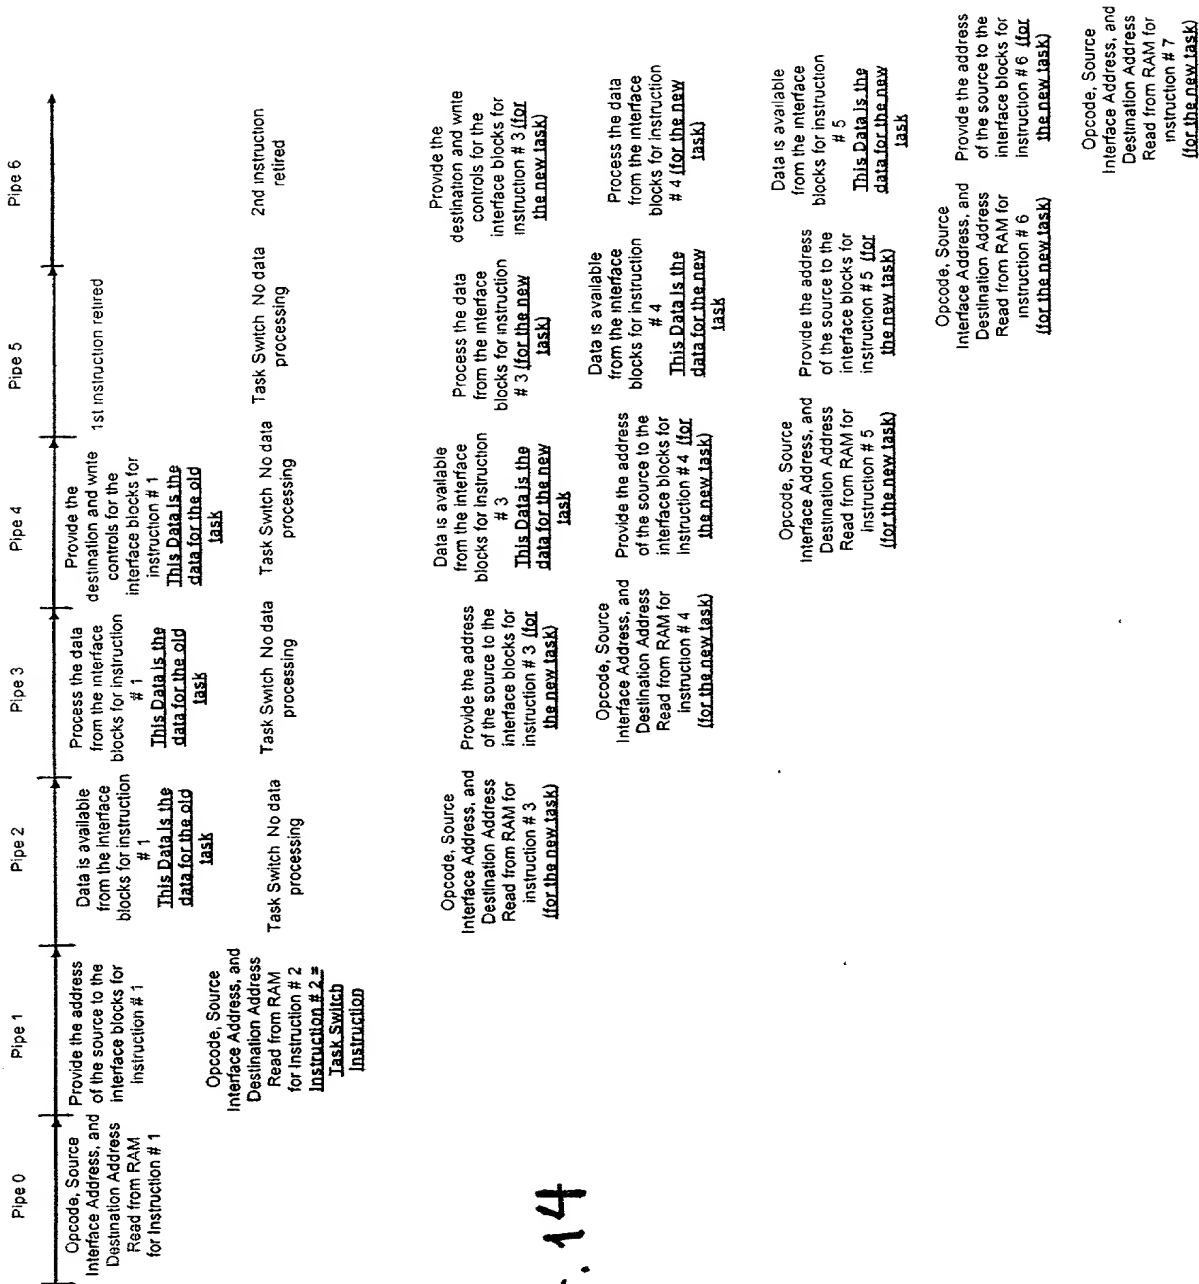 Pipe 0
Pipe 1
Pipe 2
Pipe 3
Pipe 4
Pipe 5
Pipe 6
Opcode, Source
Interface Address, and
Destination Address
Read from RAM
for Instruction # 1
Provide the address
of the source to the
interface blocks for
instruction # 1
Data is available
from the Interface
blocks for instruction
# 1
This Data is the
data for the old
task
Process the data
from the interface
blocks for instruction
# 1
This Data is the
data for the old
task
Provide the
destination and write
controls for the
interface blocks for
instruction # 1
This Data is the
data for the old
task
1st instruction retired
Opcode, Source
Interface Address, and
Destination Address
Read from RAM
for Instruction # 2
Instruction # 2 =
Task Switch
Instruction
Task Switch No data
processing
Task Switch No data
processing
Task Switch No data
processing
Task Switch No data
processing
2nd instruction
retired
Opcode, Source
Interface Address, and
Destination Address
Read from RAM for
instruction # 3
(for the new task)
Provide the address
of the source to the
interface blocks for
instruction # 3 (for
the new task)
Data is available
from the interface
blocks for Instruction
# 3
This Data is the
data for the new
task
Process the data
from the interface
blocks for instruction
# 3 (for the new
task)
Provide the
destination and write
controls for the
interface blocks for
instruction # 3 (for
the new task)
Opcode, Source
Interface Address, and
Destination Address
Read from RAM for
instruction # 4
(for the new task)
Provide the address
of the source to the
interface blocks for
instruction # 4 (for
the new task)
Data is available
from the interface
blocks for instruction
# 4
This Data is the
data for the new
task
Process the data
from the interface
blocks for instruction
# 4 (for the new
task)
Opcode, Source
Interface Address, and
Destination Address
Read from RAM for
instruction # 5
(for the new task)
Provide the address
of the source to the
interface blocks for
instruction # 5 (for
the new task)
Data is available
from the interface
blocks for instruction
# 5
This Data is the
data for the new
task
Opcode, Source
Interface Address, and
Destination Address
Read from RAM for
instruction # 6
(for the new task)
Provide the address
of the source to the
interface blocks for
instruction # 6 (for
the new task)
Opcode, Source
Interface Address, and
Destination Address
Read from RAM for
instruction # 7
(for the new task)
. 14